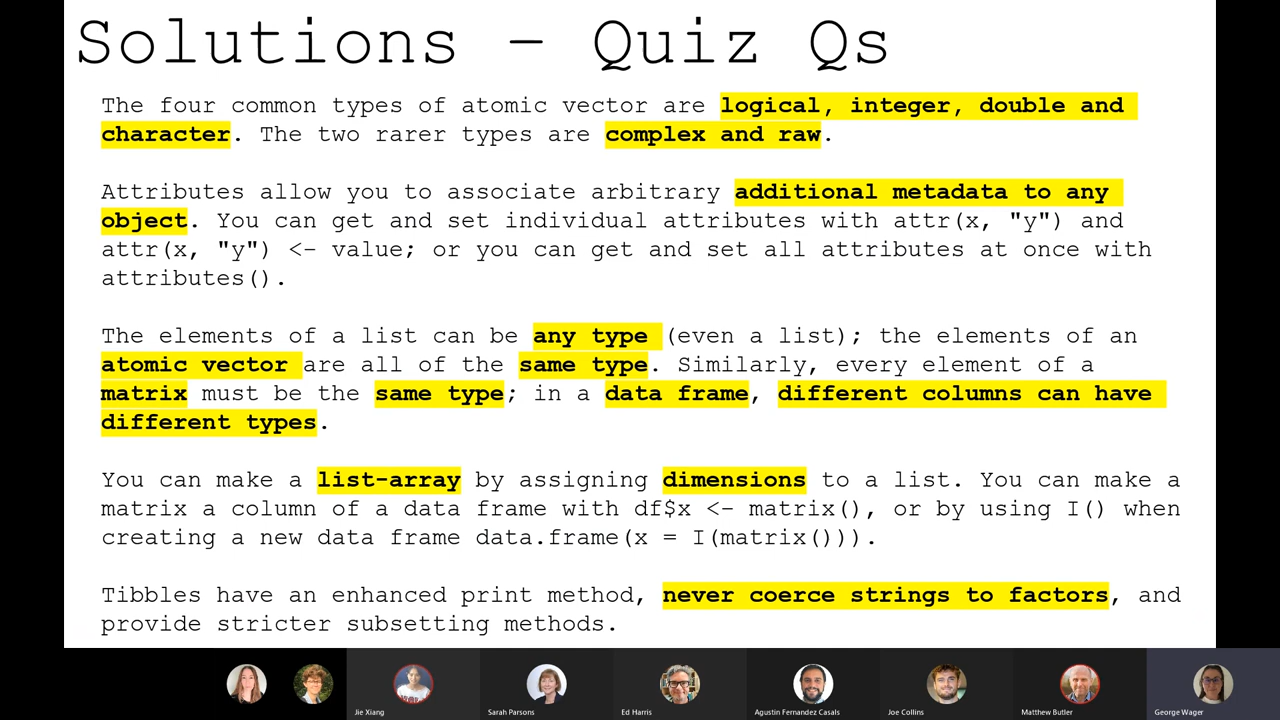 Solutions – Quiz Qs
The four common types of atomic vector are logical, integer, double and
character. The two rarer types are complex and raw.
Attributes allow you to associate arbitrary additional metadata to any
object. You can get and set individual attributes with attr(x, "y") and
attr(x, "y") <- value; or you can get and set all attributes at once with
attributes().
The elements of a list can be any type (even a list); the elements of an
atomic vector are all of the same type. Similarly, every element of a
matrix must be the same type; in a data frame, different columns can have
different types.
You can make a list-array by assigning dimensions to a list. You can make a
matrix a column of a data frame with df$x <- matrix(), or by using I() when
creating a new data frame data.frame(x = I(matrix())).
Tibbles have an enhanced print method, never coerce strings to factors, and
provide stricter subsetting methods.
Jie Xiang
Sarah Parsons
Ed Harris
Agustin Fernandez Casals
Joe Collins
Matthew Butler
George Wager